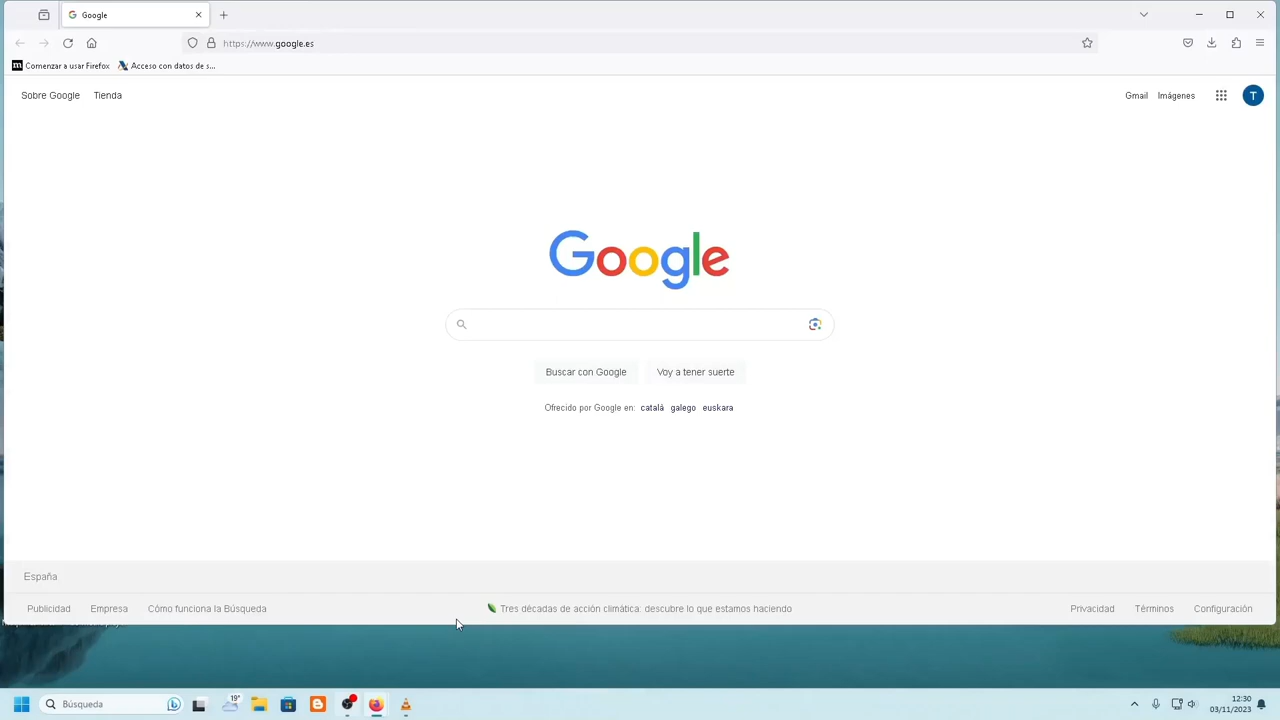 Google
https://www.google.es
Comenzar a usar Firefox
Acceso con datos de s...
Sobre Google
Tienda
Gmail
Imágenes
T
Google
Buscar con Google
Voy a tener suerte
Ofrecido por Google en: català galego euskara
España
Publicidad
Empresa
Cómo funciona la Búsqueda
Tres décadas de acción climática: descubre lo que estamos haciendo
Privacidad
Términos
Configuración
Búsqueda
19°
12:30
03/11/2023